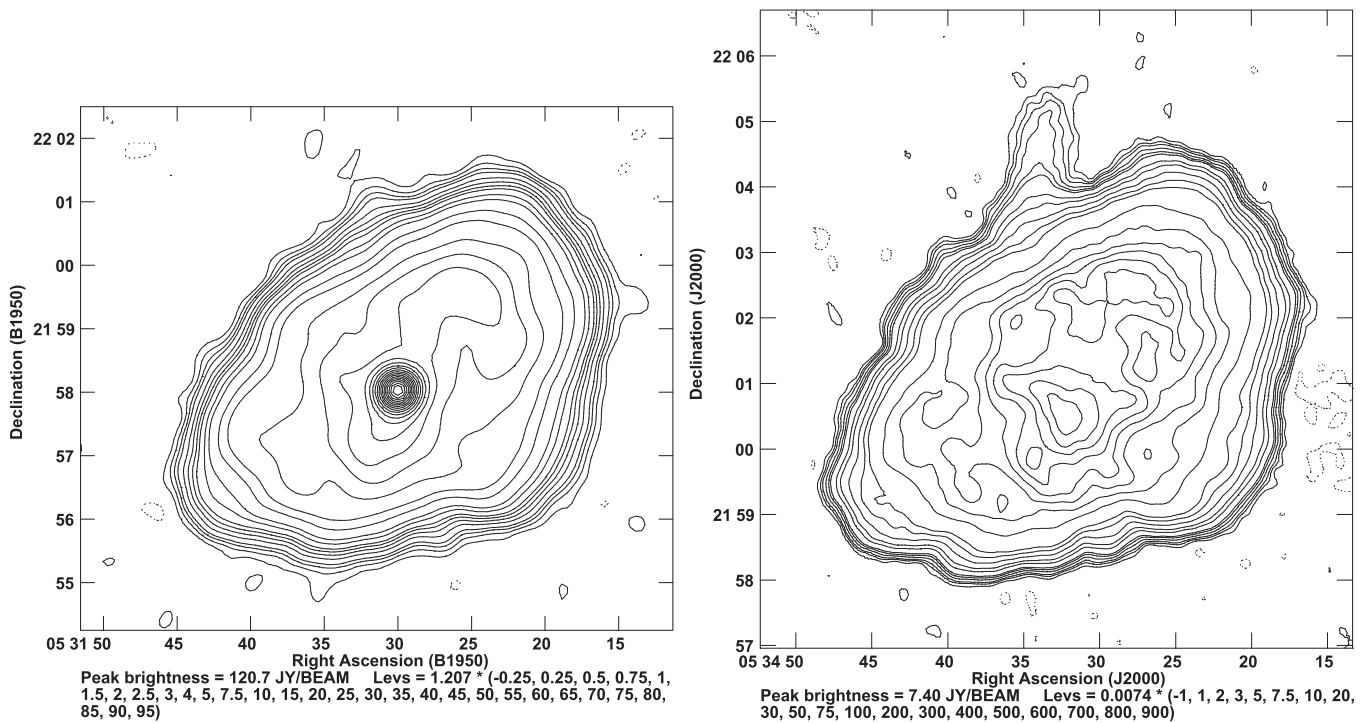 22 02
01
00
21 59
58
57
56
55
Declination (B1950)
05 31 50 45 40 35 30 25 20 15
Right Ascension (B1950)
Peak brightness = 120.7 JY/BEAM Levs = 1.207 * (-0.25, 0.25, 0.5, 0.75, 1,
1.5, 2, 2.5, 3, 4, 5, 7.5, 10, 15, 20, 25, 30, 35, 40, 45, 50, 55, 60, 65, 70, 75, 80,
85, 90, 95)
22 06
05
04
03
02
01
00
21 59
58
57
Declination (J2000)
05 34 50 45 40 35 30 25 20 15
Right Ascension (J2000)
Peak brightness = 7.40 JY/BEAM Levs = 0.0074 * (-1, 1, 2, 3, 5, 7.5, 10, 20,
30, 50, 75, 100, 200, 300, 400, 500, 600, 700, 800, 900)